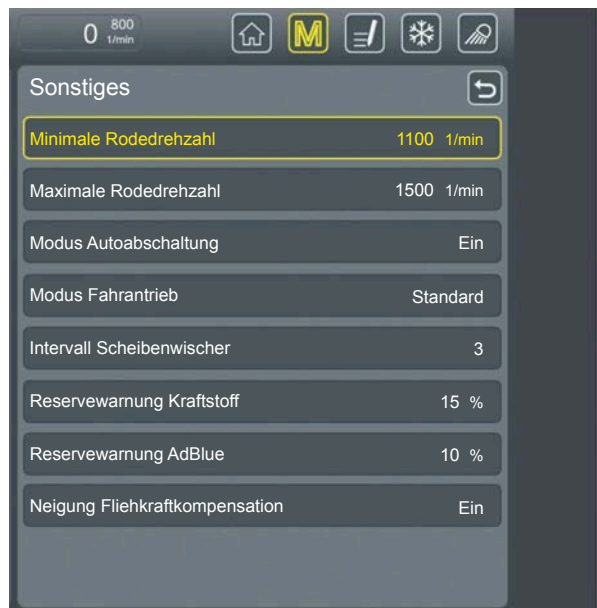 0 800 1/min
M
Sonstiges
Minimale Rodedrehzahl 1100 1/min
Maximale Rodedrehzahl 1500 1/min
Modus Autoabschaltung Ein
Modus Fahrantrieb Standard
Intervall Scheibenwischer 3
Reservewarnung Kraftstoff 15 %
Reservewarnung AdBlue 10 %
Neigung Fliehkraftkompensation Ein